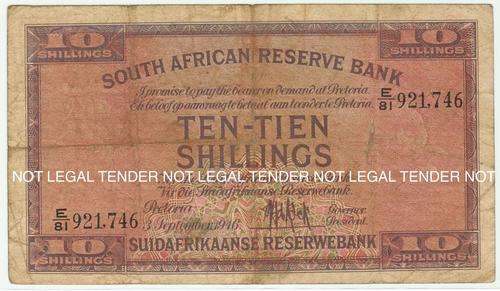 10 10
SHILLINGS SHILLINGS
SOUTH AFRICAN RESERVE BANK
I promise to pay the bearer on demand at Pretoria
Ek beloof op aanvraag te betaal aan toonder te Pretoria.
E/81 921,746
TEN-TIEN
SHILLINGS
NOT LEGAL TENDER NOT LEGAL TENDER NOT LEGAL TENDER NOT
Vir die Suidafrikaanse Reserwebank.
Pretoria
E/81 921,746
3 September 1946
Governor
President
SUIDAFRIKAANSE RESERWEBANK
10 10
SHILLINGS SHILLINGS